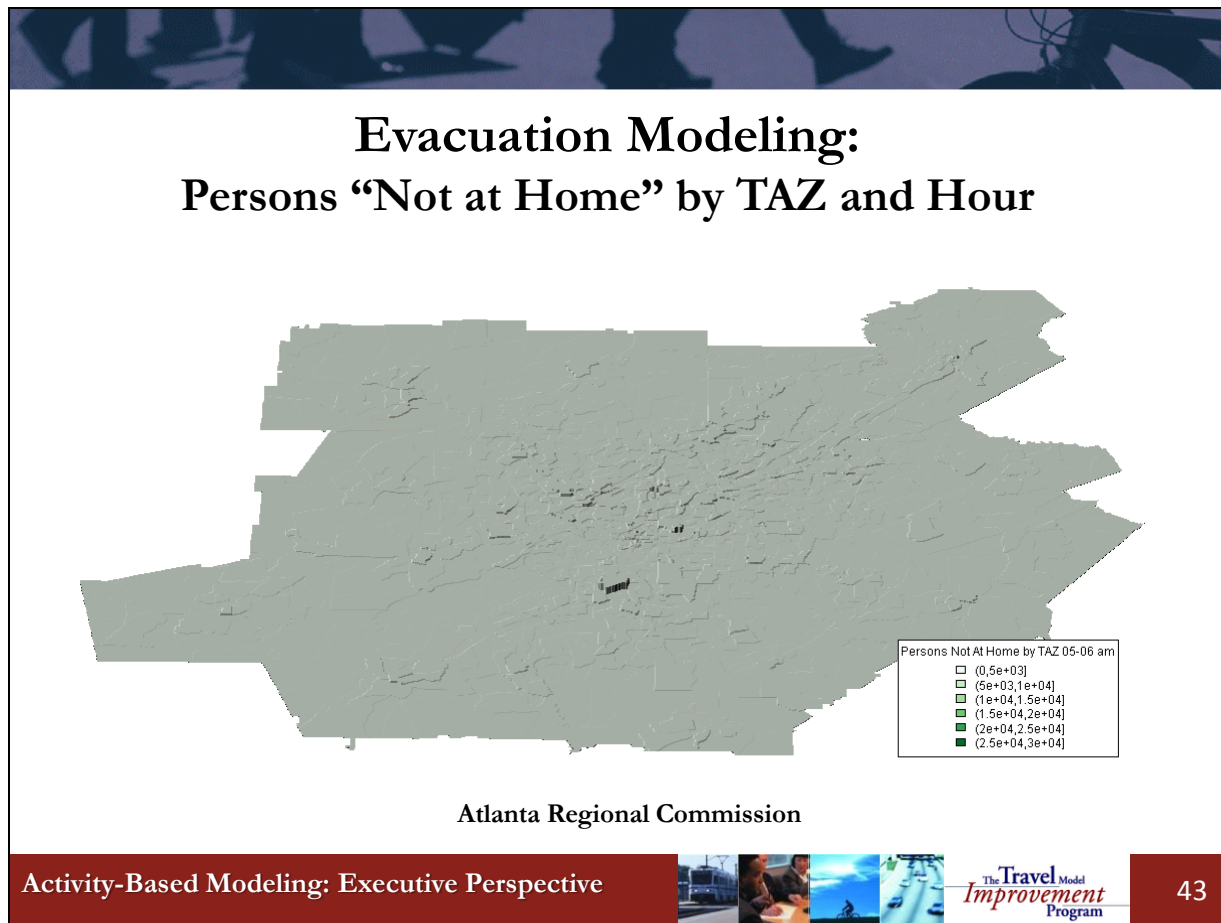 Evacuation Modeling:
Persons “Not at Home” by TAZ and Hour
Persons Not At Home by TAZ 05-06 am
(0,5e+03]
(5e+03,1e+04]
(1e+04,1.5e+04]
(1.5e+04,2e+04]
(2e+04,2.5e+04]
(2.5e+04,3e+04]
Atlanta Regional Commission
Activity-Based Modeling: Executive Perspective
The Travel Model
Improvement
Program
43